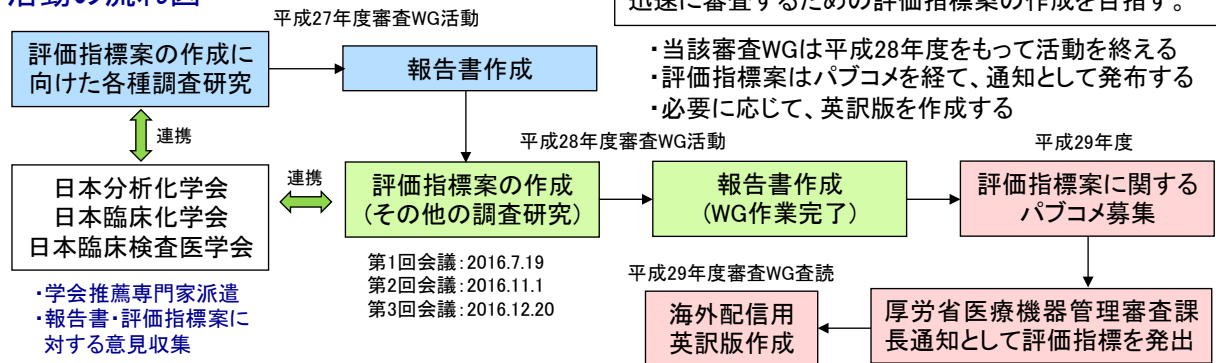 活動の流れ図
迅速に審査するための評価指標案の作成を目指す。
平成27年度審査WG活動
評価指標案の作成に
向けた各種調査研究
報告書作成
・当該審査WGは平成28年度をもって活動を終える
・評価指標案はパブコメを経て、通知として発布する
・必要に応じて、英訳版を作成する
連携
平成28年度審査WG活動
平成29年度
日本分析化学会
日本臨床化学会
日本臨床検査医学会
連携
評価指標案の作成
(その他の調査研究)
報告書作成
(WG作業完了)
評価指標案に関する
パブコメ募集
・学会推薦専門家派遣
・報告書・評価指標案に
対する意見収集
第1回会議:2016.7.19
第2回会議:2016.11.1
第3回会議:2016.12.20
平成29年度審査WG査読
海外配信用
英訳版作成
厚労省医療機器管理審査課
長通知として評価指標を発出